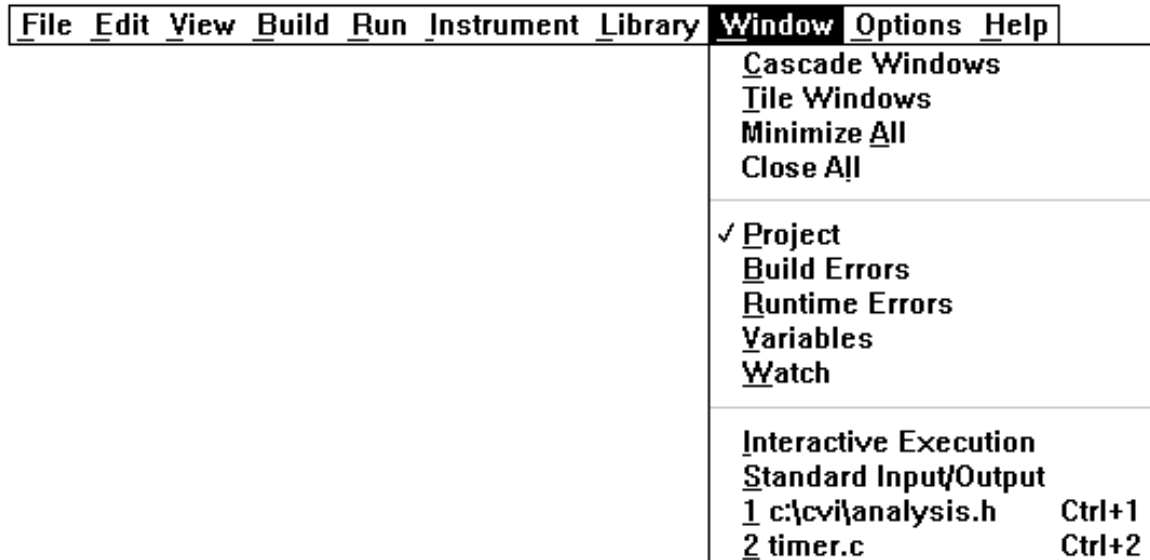 File Edit View Build Run Instrument Library Window Options Help
Cascade Windows
Tile Windows
Minimize All
Close All
✓ Project
Build Errors
Runtime Errors
Variables
Watch
Interactive Execution
Standard Input/Output
1 c:\cvi\analysis.h Ctrl+1
2 timer.c Ctrl+2